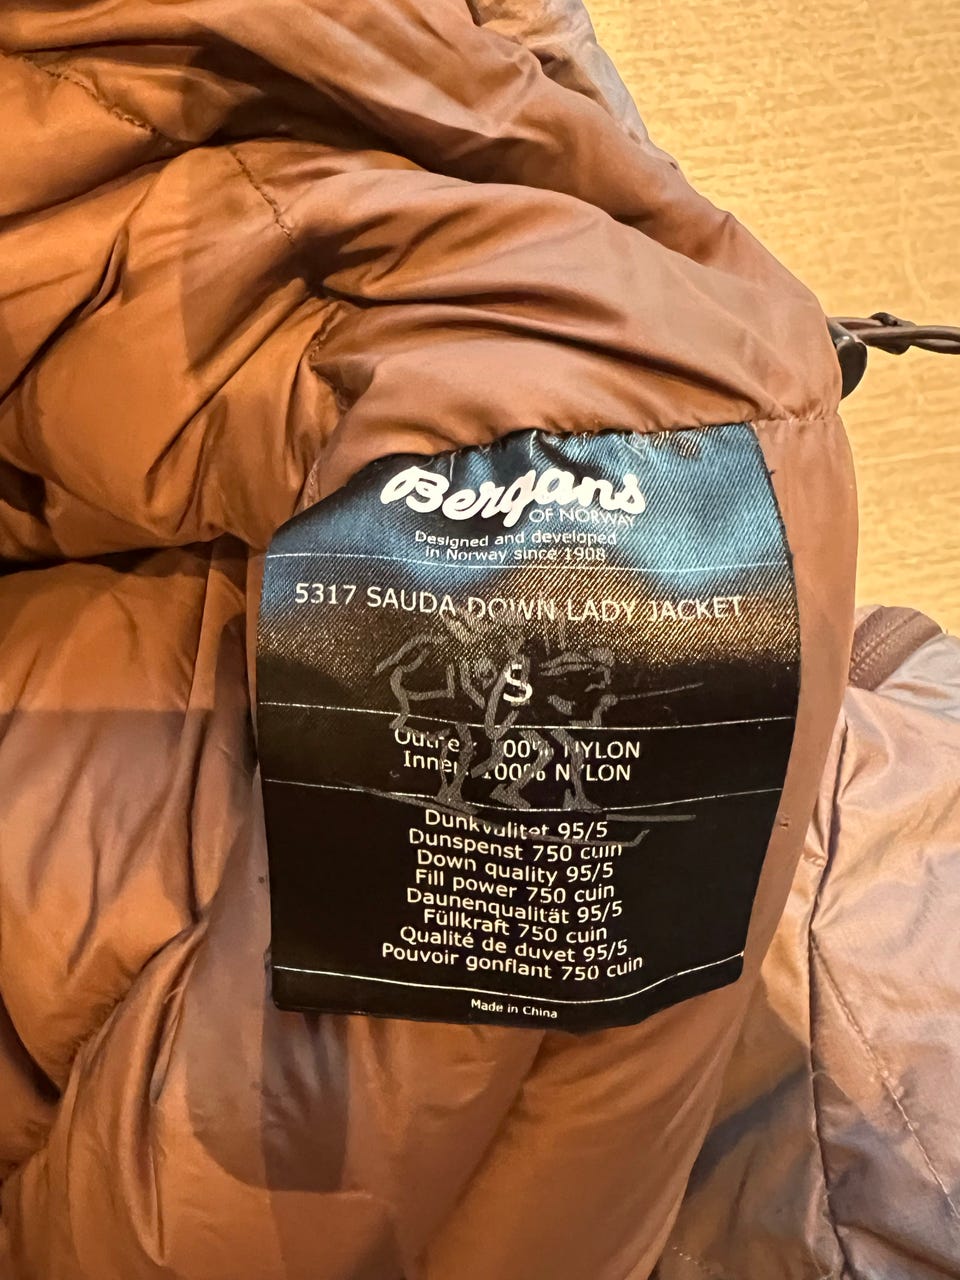 Bergans
OF NORWAY
Designed and developed
in Norway since 1908
5317 SAUDA DOWN LADY JACKET
S
Outer: 100% NYLON
Inner: 100% NYLON
Dunkvalitet 95/5
Dunspenst 750 cuin
Down quality 95/5
Fill power 750 cuin
Daunenqualität 95/5
Füllkraft 750 cuin
Qualité de duvet 95/5
Pouvoir gonflant 750 cuin
Made in China